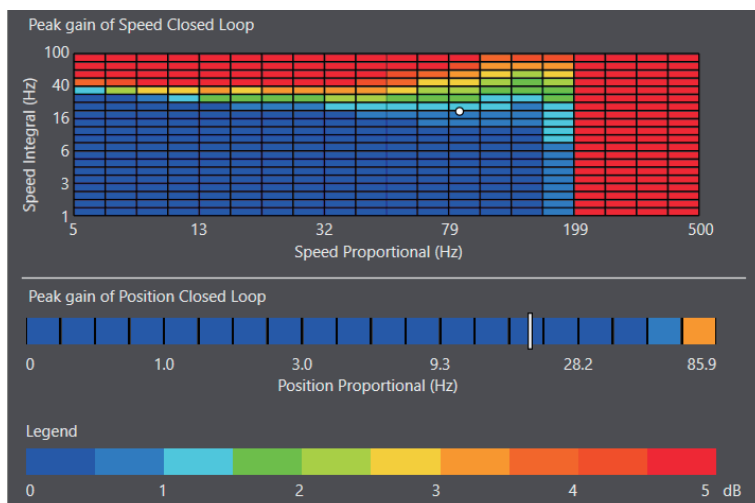 Peak gain of Speed Closed Loop
100
40
16
6
3
1
Speed Integral (Hz)
5 13 32 79 199 500
Speed Proportional (Hz)
Peak gain of Position Closed Loop
0 1.0 3.0 9.3 28.2 85.9
Position Proportional (Hz)
Legend
0 1 2 3 4 5 dB